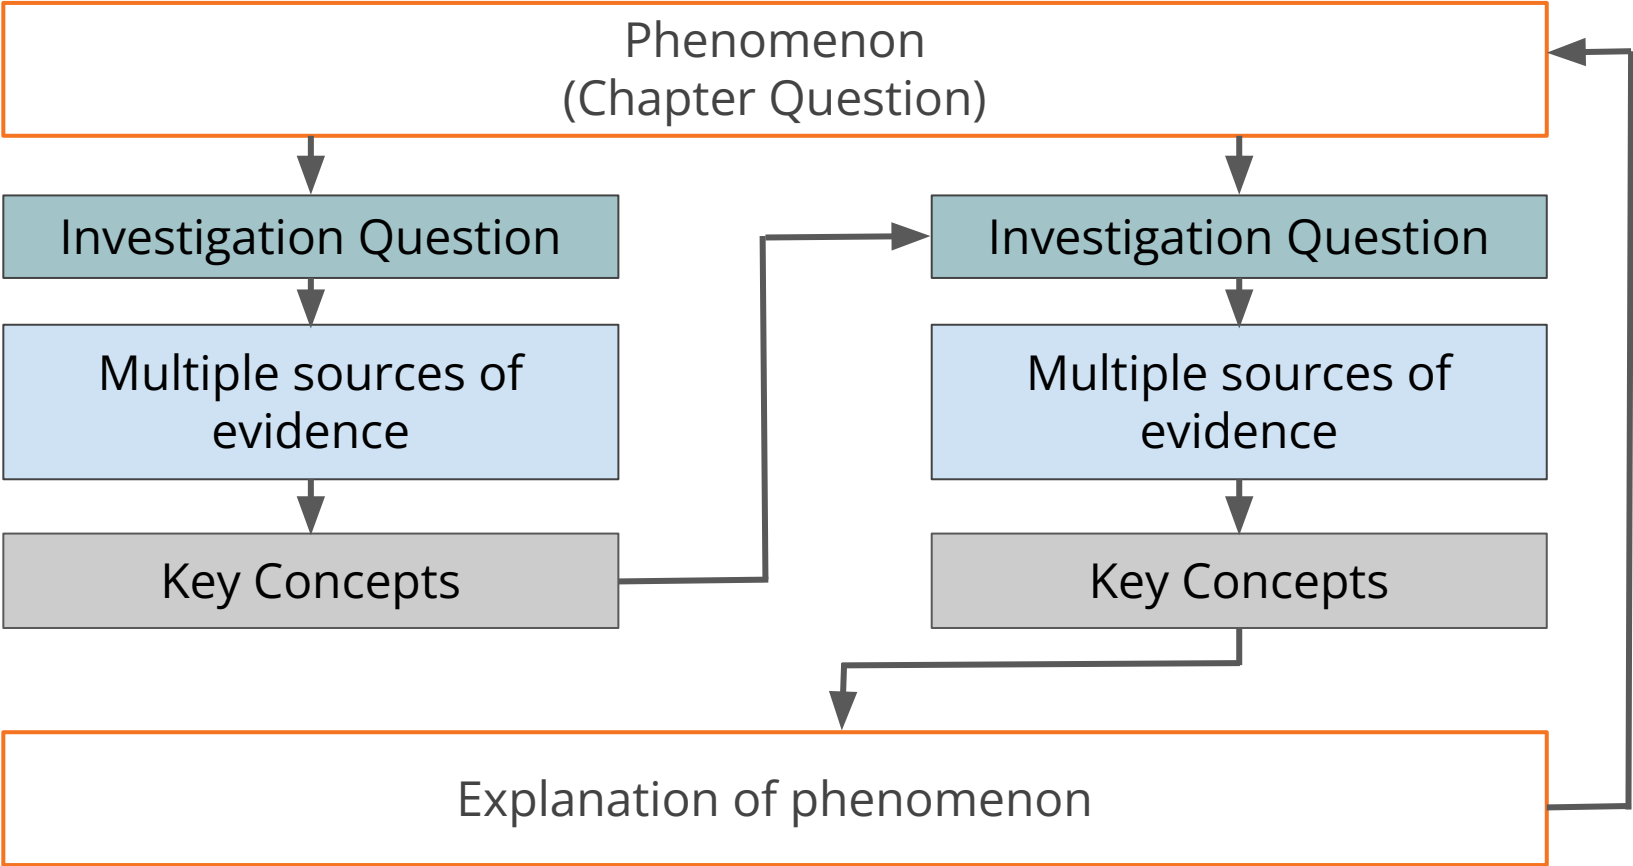 Phenomenon
(Chapter Question)
Investigation Question
Multiple sources of
evidence
Key Concepts
Investigation Question
Multiple sources of
evidence
Key Concepts
Explanation of phenomenon